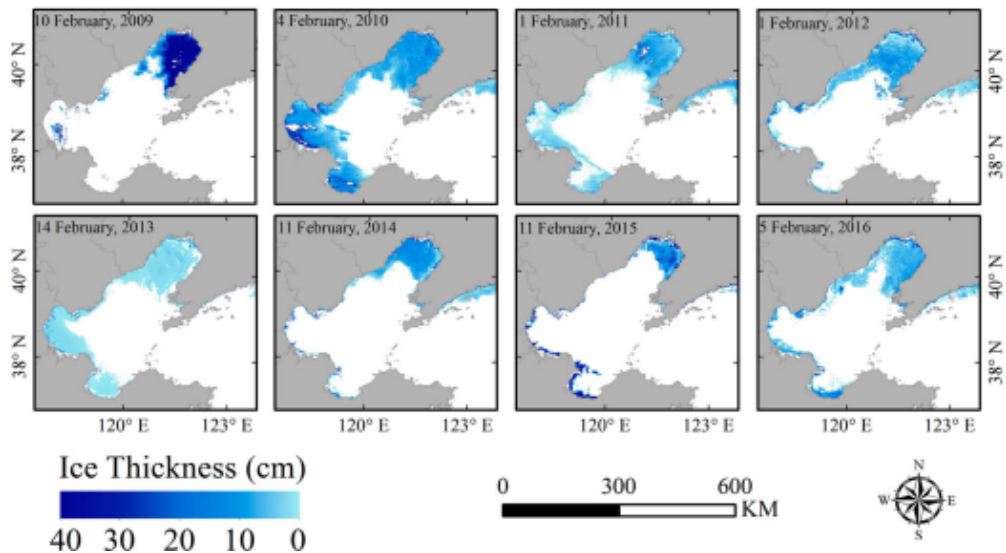 10 February, 2009
4 February, 2010
1 February, 2011
1 February, 2012
40° N
38° N
40° N
38° N
14 February, 2013
11 February, 2014
11 February, 2015
5 February, 2016
40° N
38° N
40° N
38° N
120° E 123° E 120° E 123° E 120° E 123° E 120° E 123° E
Ice Thickness (cm)
40 30 20 10 0
0 300 600
KM
N
W E
S